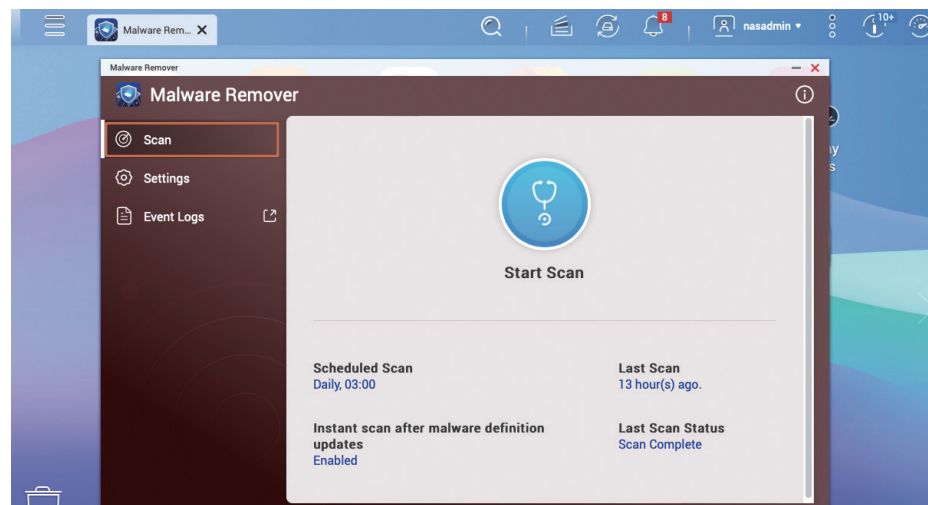 Malware Rem...
8
nasadmin
10+
Malware Remover
Malware Remover
Scan
Settings
Event Logs
Start Scan
Scheduled Scan
Daily, 03:00
Last Scan
13 hour(s) ago.
Instant scan after malware definition
updates
Enabled
Last Scan Status
Scan Complete